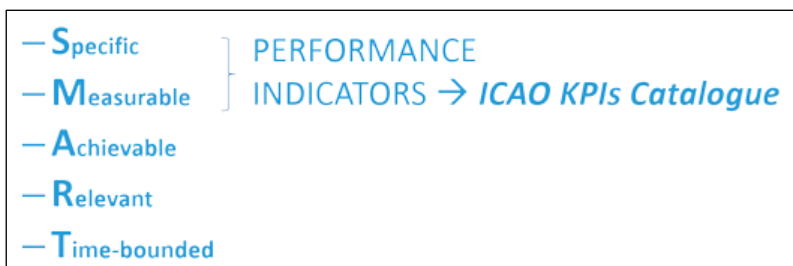 — Specific
— Measurable
— Achievable
— Relevant
— Time-bounded
PERFORMANCE
INDICATORS → ICAO KPIs Catalogue